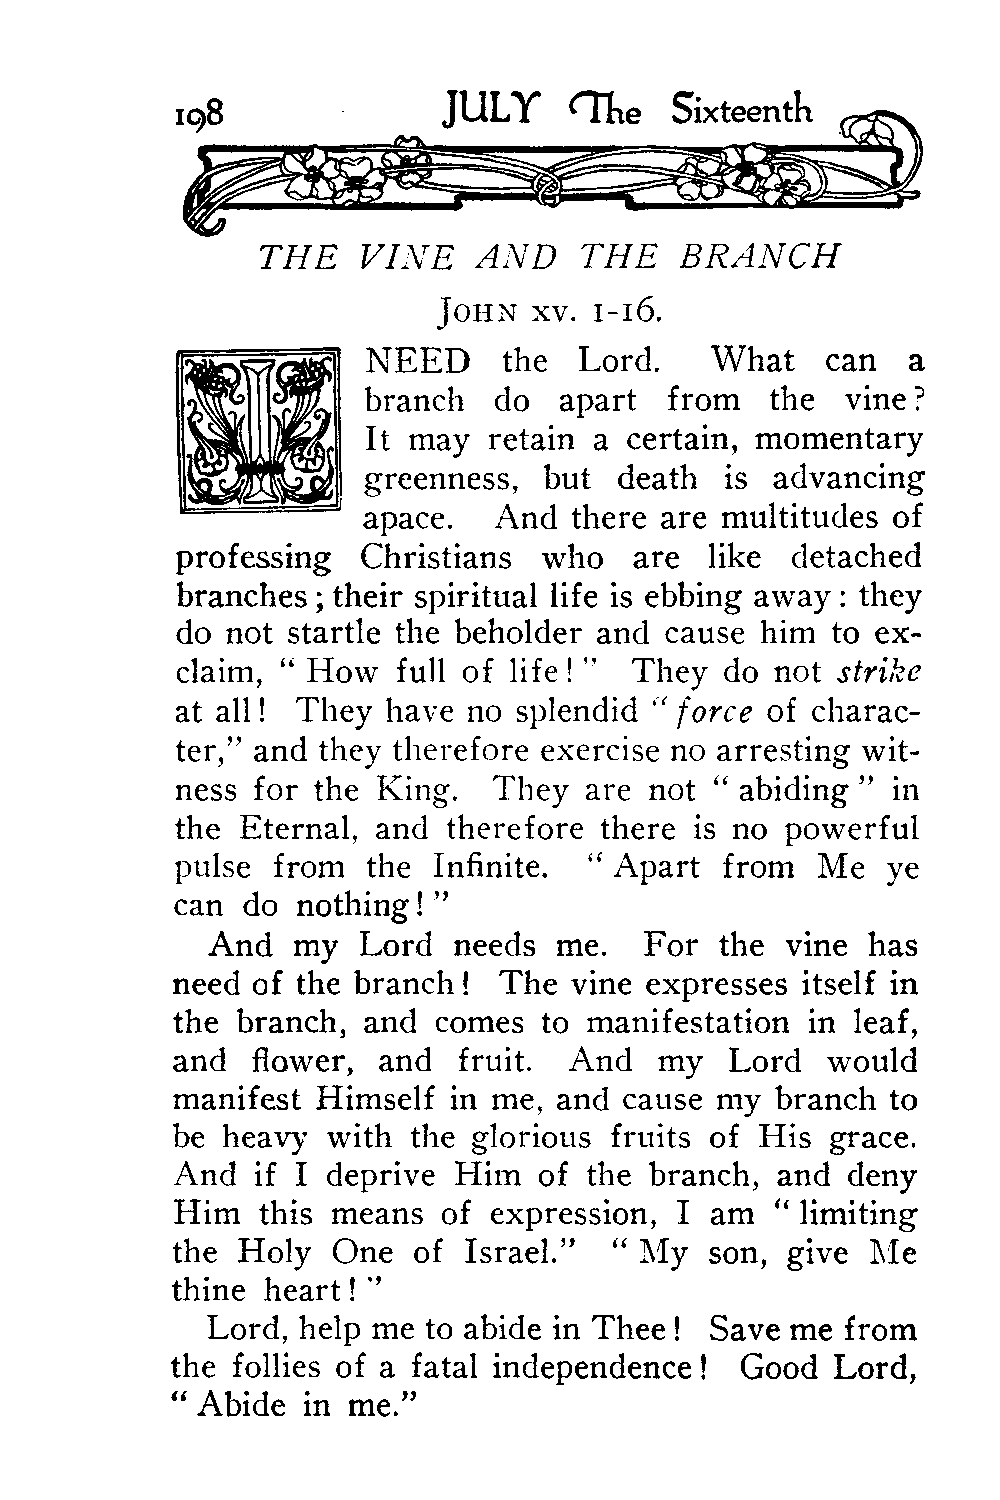 198 JULY The Sixteenth
THE VINE AND THE BRANCH
JOHN XV. 1-16.
I NEED the Lord. What can a
branch do apart from the vine?
It may retain a certain, momentary
greenness, but death is advancing
apace. And there are multitudes of
professing Christians who are like detached
branches; their spiritual life is ebbing away: they
do not startle the beholder and cause him to ex-
claim, “How full of life!” They do not strike
at all! They have no splendid “force of charac-
ter,” and they therefore exercise no arresting wit-
ness for the King. They are not “abiding” in
the Eternal, and therefore there is no powerful
pulse from the Infinite. “Apart from Me ye
can do nothing!”
And my Lord needs me. For the vine has
need of the branch! The vine expresses itself in
the branch, and comes to manifestation in leaf,
and flower, and fruit. And my Lord would
manifest Himself in me, and cause my branch to
be heavy with the glorious fruits of His grace.
And if I deprive Him of the branch, and deny
Him this means of expression, I am “limiting
the Holy One of Israel.” “My son, give Me
thine heart!”
Lord, help me to abide in Thee! Save me from
the follies of a fatal independence! Good Lord,
“Abide in me.”